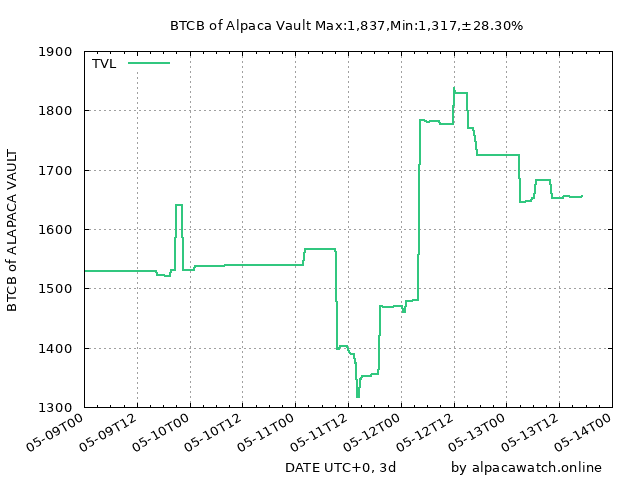 BTCB of Alpaca Vault Max:1,837,Min:1,317,±28.30%
TVL
BTCB of ALAPACA VAULT
1900
1800
1700
1600
1500
1400
1300
05-09T00
05-09T12
05-10T00
05-10T12
05-11T00
05-11T12
05-12T00
05-12T12
05-13T00
05-13T12
05-14T00
DATE UTC+0, 3d
by alpacawatch.online